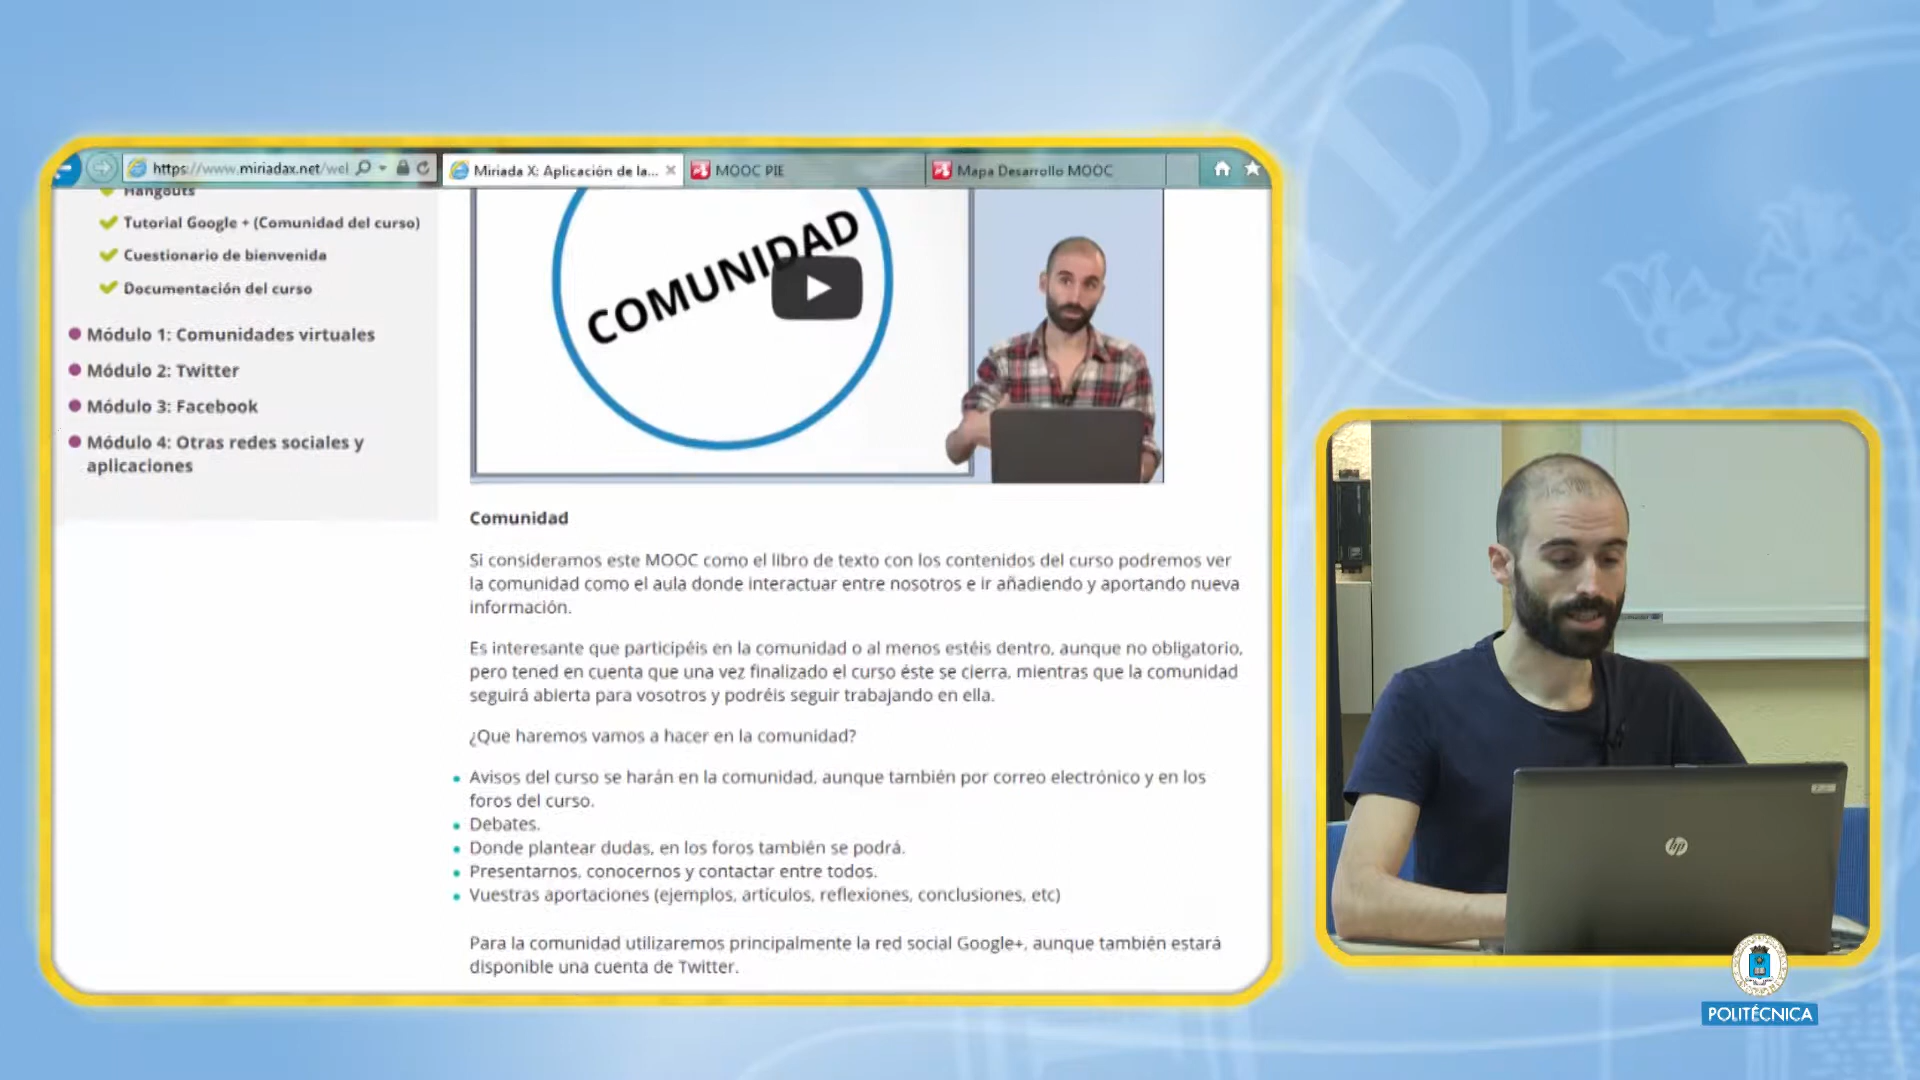 https://www.miriadax.net/wel
Miriada X: Aplicación de la...
MOOC PIE
Mapa Desarrollo MOOC
Hangouts
Tutorial Google + (Comunidad del curso)
Cuestionario de bienvenida
Documentación del curso
Módulo 1: Comunidades virtuales
Módulo 2: Twitter
Módulo 3: Facebook
Módulo 4: Otras redes sociales y
aplicaciones
COMUNIDAD
Comunidad
Si consideramos este MOOC como el libro de texto con los contenidos del curso podremos ver
la comunidad como el aula donde interactuar entre nosotros e ir añadiendo y aportando nueva
información.
Es interesante que participéis en la comunidad o al menos estéis dentro, aunque no obligatorio,
pero tened en cuenta que una vez finalizado el curso éste se cierra, mientras que la comunidad
seguirá abierta para vosotros y podréis seguir trabajando en ella.
¿Que haremos vamos a hacer en la comunidad?
Avisos del curso se harán en la comunidad, aunque también por correo electrónico y en los
foros del curso.
Debates.
Donde plantear dudas, en los foros también se podrá.
Presentarnos, conocernos y contactar entre todos.
Vuestras aportaciones (ejemplos, artículos, reflexiones, conclusiones, etc)
Para la comunidad utilizaremos principalmente la red social Google+, aunque también estará
disponible una cuenta de Twitter.
hp
POLITÉCNICA